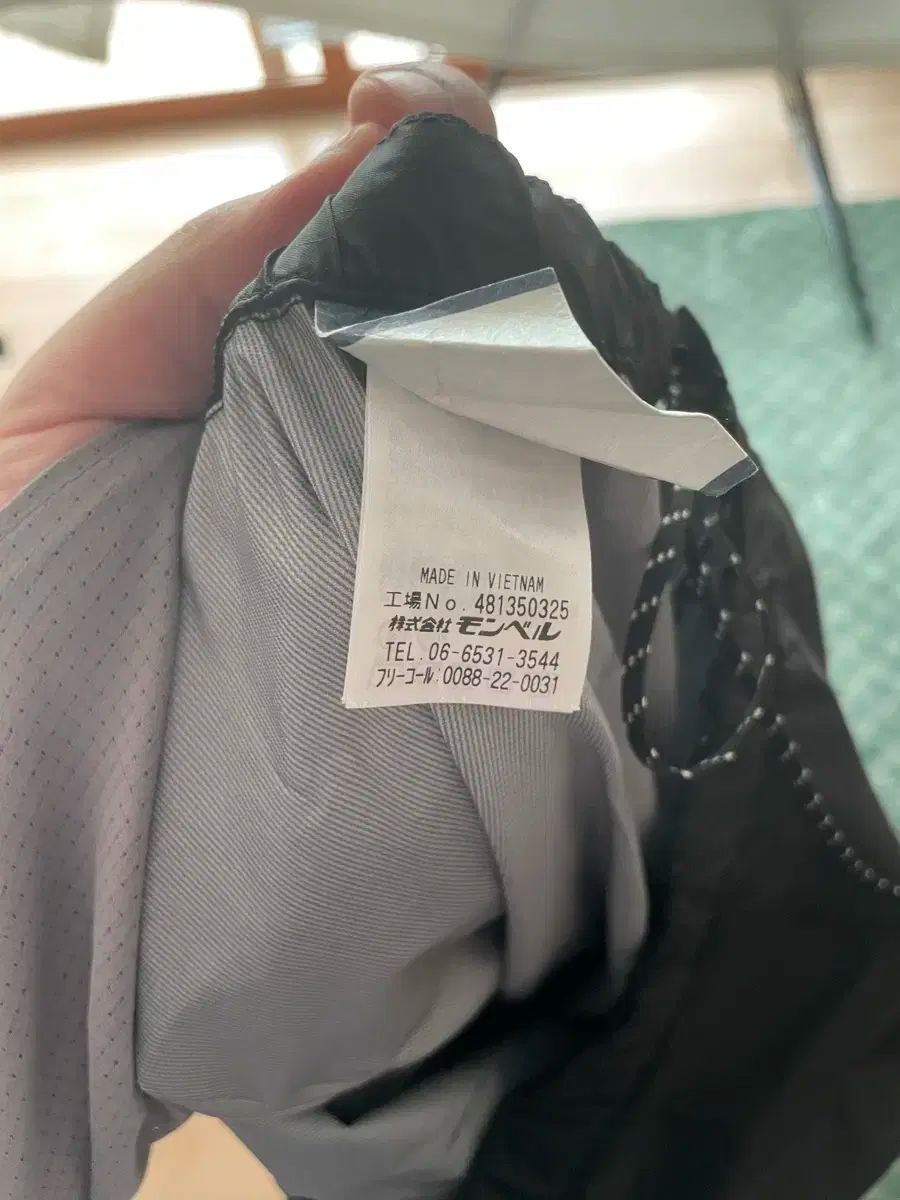 MADE IN VIETNAM
工場No.481350325
株式会社モンベル
TEL.06-6531-3544
フリーコール:0088-22-0031